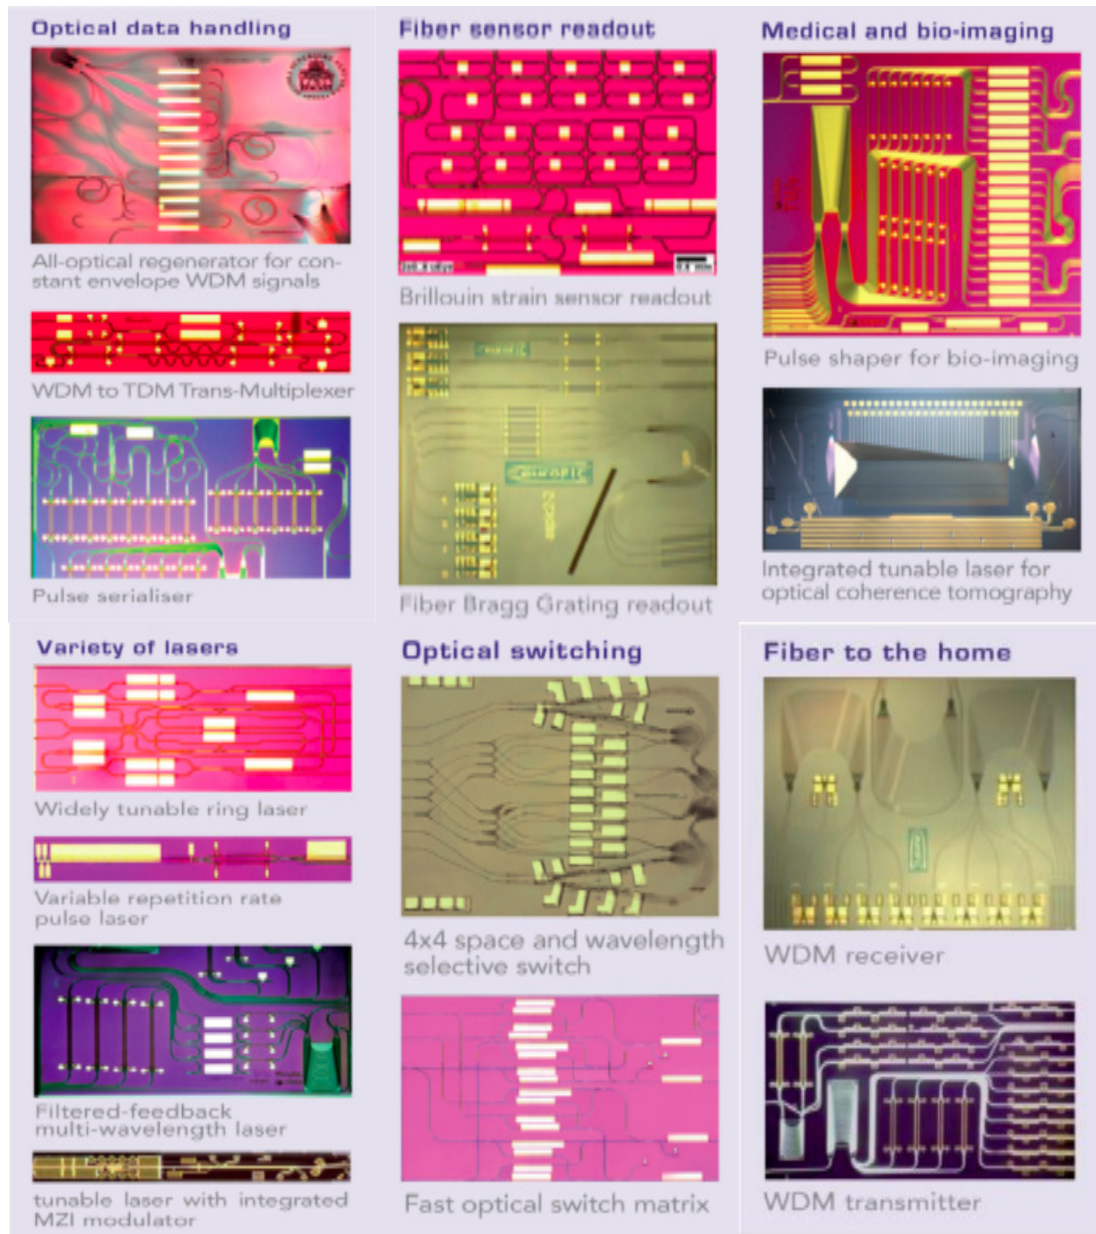 Optical data handling
All-optical regenerator for con-
stant envelope WDM signals
WDM to TDM Trans-Multiplexer
Pulse serialiser
Fiber sensor readout
Brillouin strain sensor readout
Fiber Bragg Grating readout
Medical and bio-imaging
Pulse shaper for bio-imaging
Integrated tunable laser for
optical coherence tomography
Variety of lasers
Widely tunable ring laser
Variable repetition rate
pulse laser
Filtered-feedback
multi-wavelength laser
tunable laser with integrated
MZI modulator
Optical switching
4x4 space and wavelength
selective switch
Fast optical switch matrix
Fiber to the home
WDM receiver
WDM transmitter